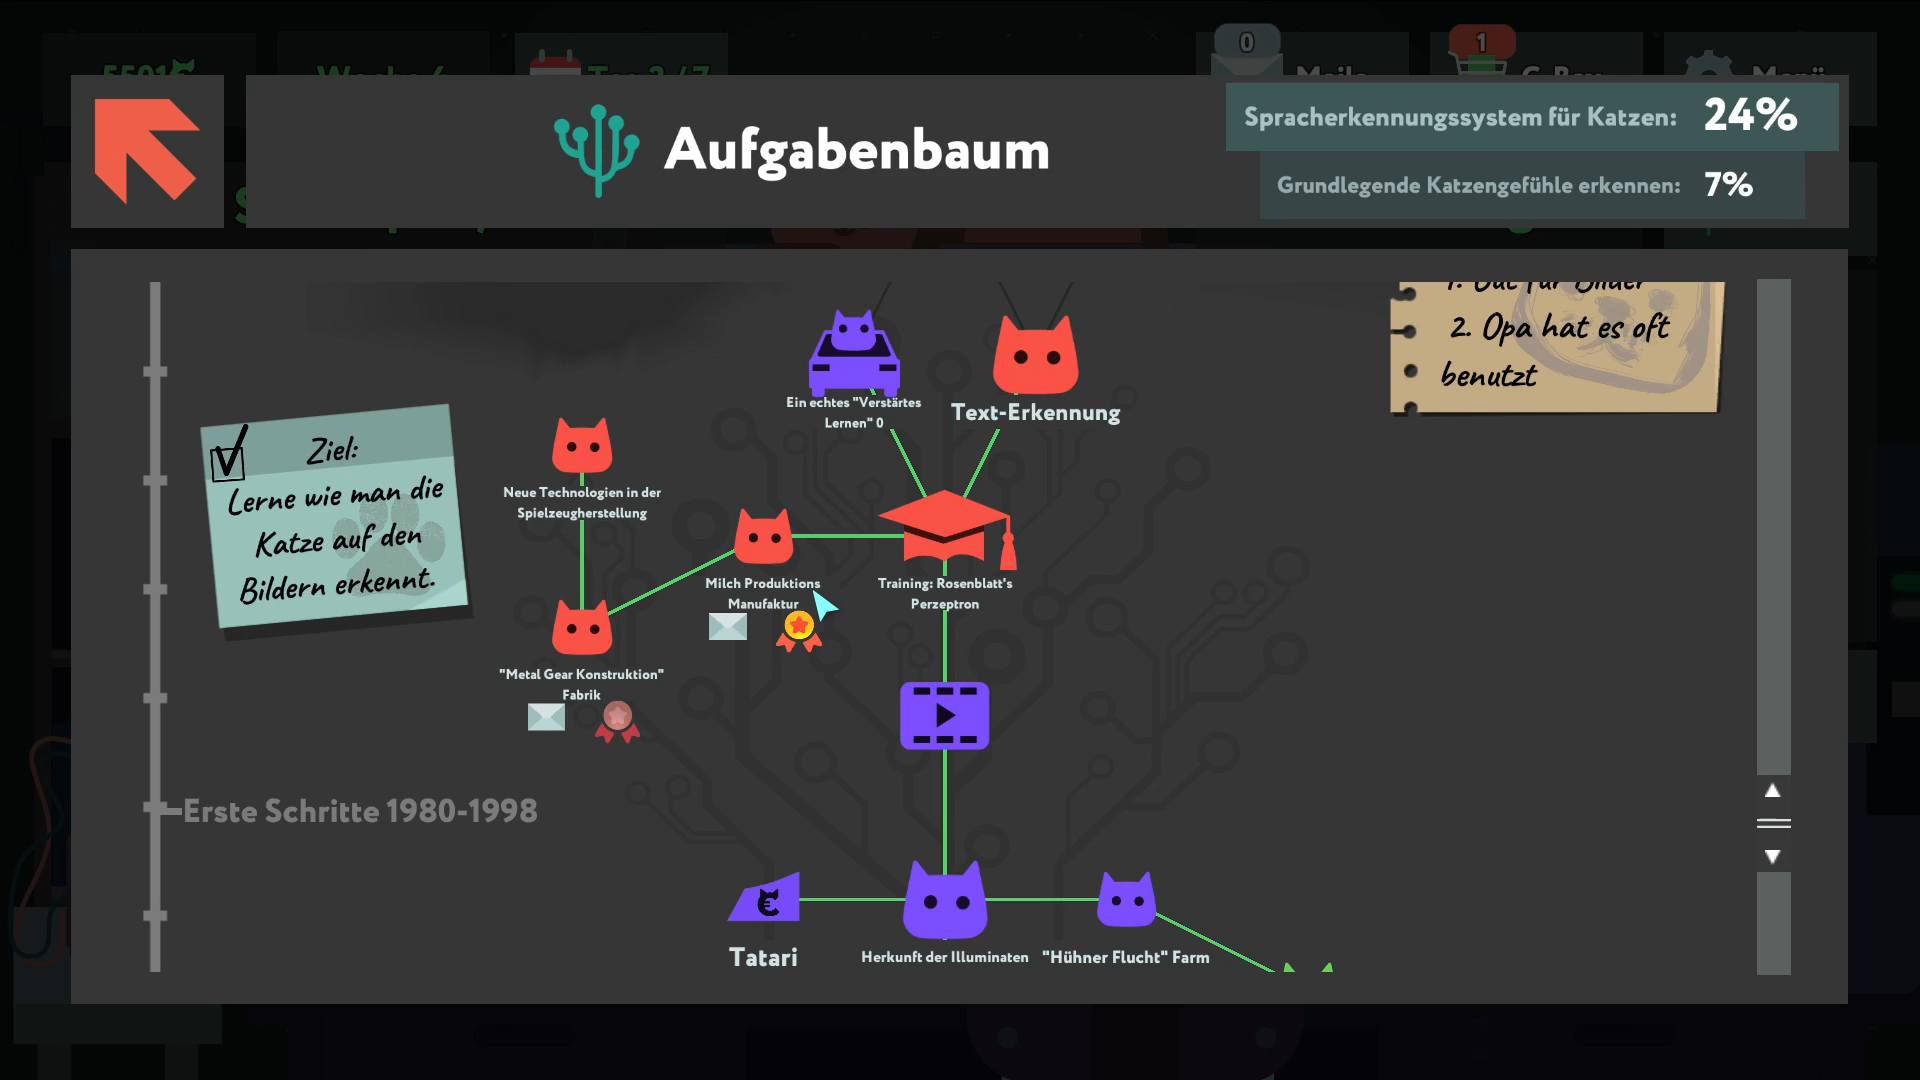 0
1
Aufgabenbaum
Spracherkennungssystem für Katzen: 24%
Grundlegende Katzengefühle erkennen: 7%
2. Opa hat es oft
benutzt
Ein echtes "Verstärtes
Lernen" 0
Text-Erkennung
Ziel:
Lerne wie man die
Katze auf den
Bildern erkennt.
Neue Technologien in der
Spielzeugherstellung
Milch Produktions
Manufaktur
Training: Rosenblatt's
Perzeptron
"Metal Gear Konstruktion"
Fabrik
Erste Schritte 1980-1998
Tatari
Herkunft der Illuminaten
"Hühner Flucht" Farm